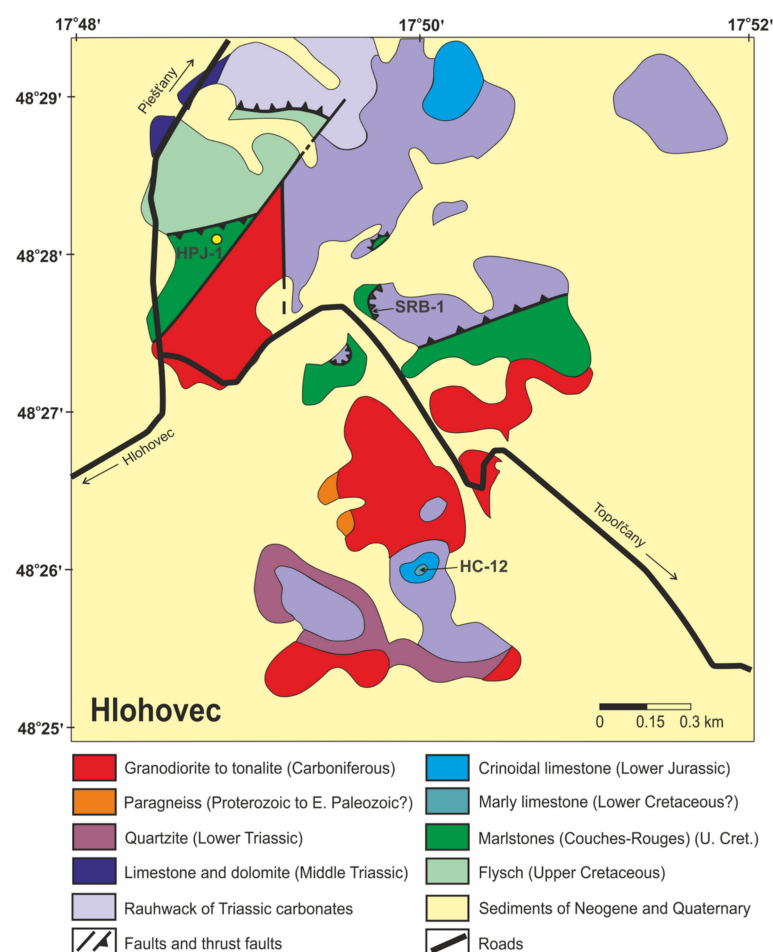 17°48' 17°50' 17°52'
48°29'
48°28'
48°27'
48°26'
48°25'
Piešťany
HPJ-1
SRB-1
Hlohovec
Topoľčany
HC-12
Hlohovec
0 0.15 0.3 km
Granodiorite to tonalite (Carboniferous)
Paragneiss (Proterozoic to E. Paleozoic?)
Quartzite (Lower Triassic)
Limestone and dolomite (Middle Triassic)
Rauhwack of Triassic carbonates
Faults and thrust faults
Crinoidal limestone (Lower Jurassic)
Marly limestone (Lower Cretaceous?)
Marlstones (Couches-Rouges) (U. Cret.)
Flysch (Upper Cretaceous)
Sediments of Neogene and Quaternary
Roads